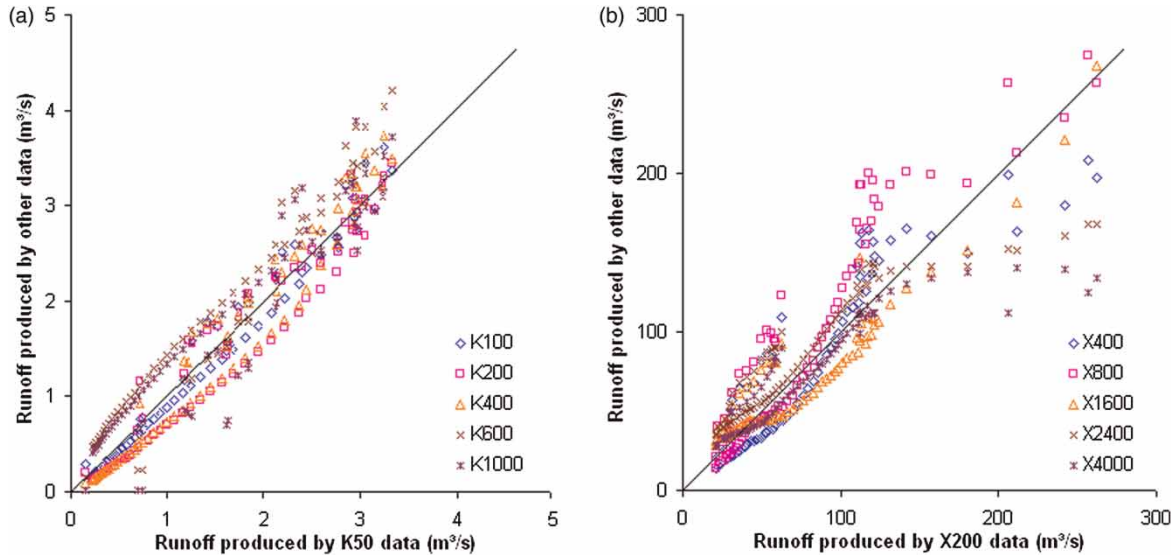 (a)
Runoff produced by other data (m³/s)
5
4
3
2
1
0
K100
K200
K400
K600
K1000
0 1 2 3 4 5
Runoff produced by K50 data (m³/s)
(b)
Runoff produced by other data (m³/s)
300
200
100
0
X400
X800
X1600
X2400
X4000
0 100 200 300
Runoff produced by X200 data (m³/s)